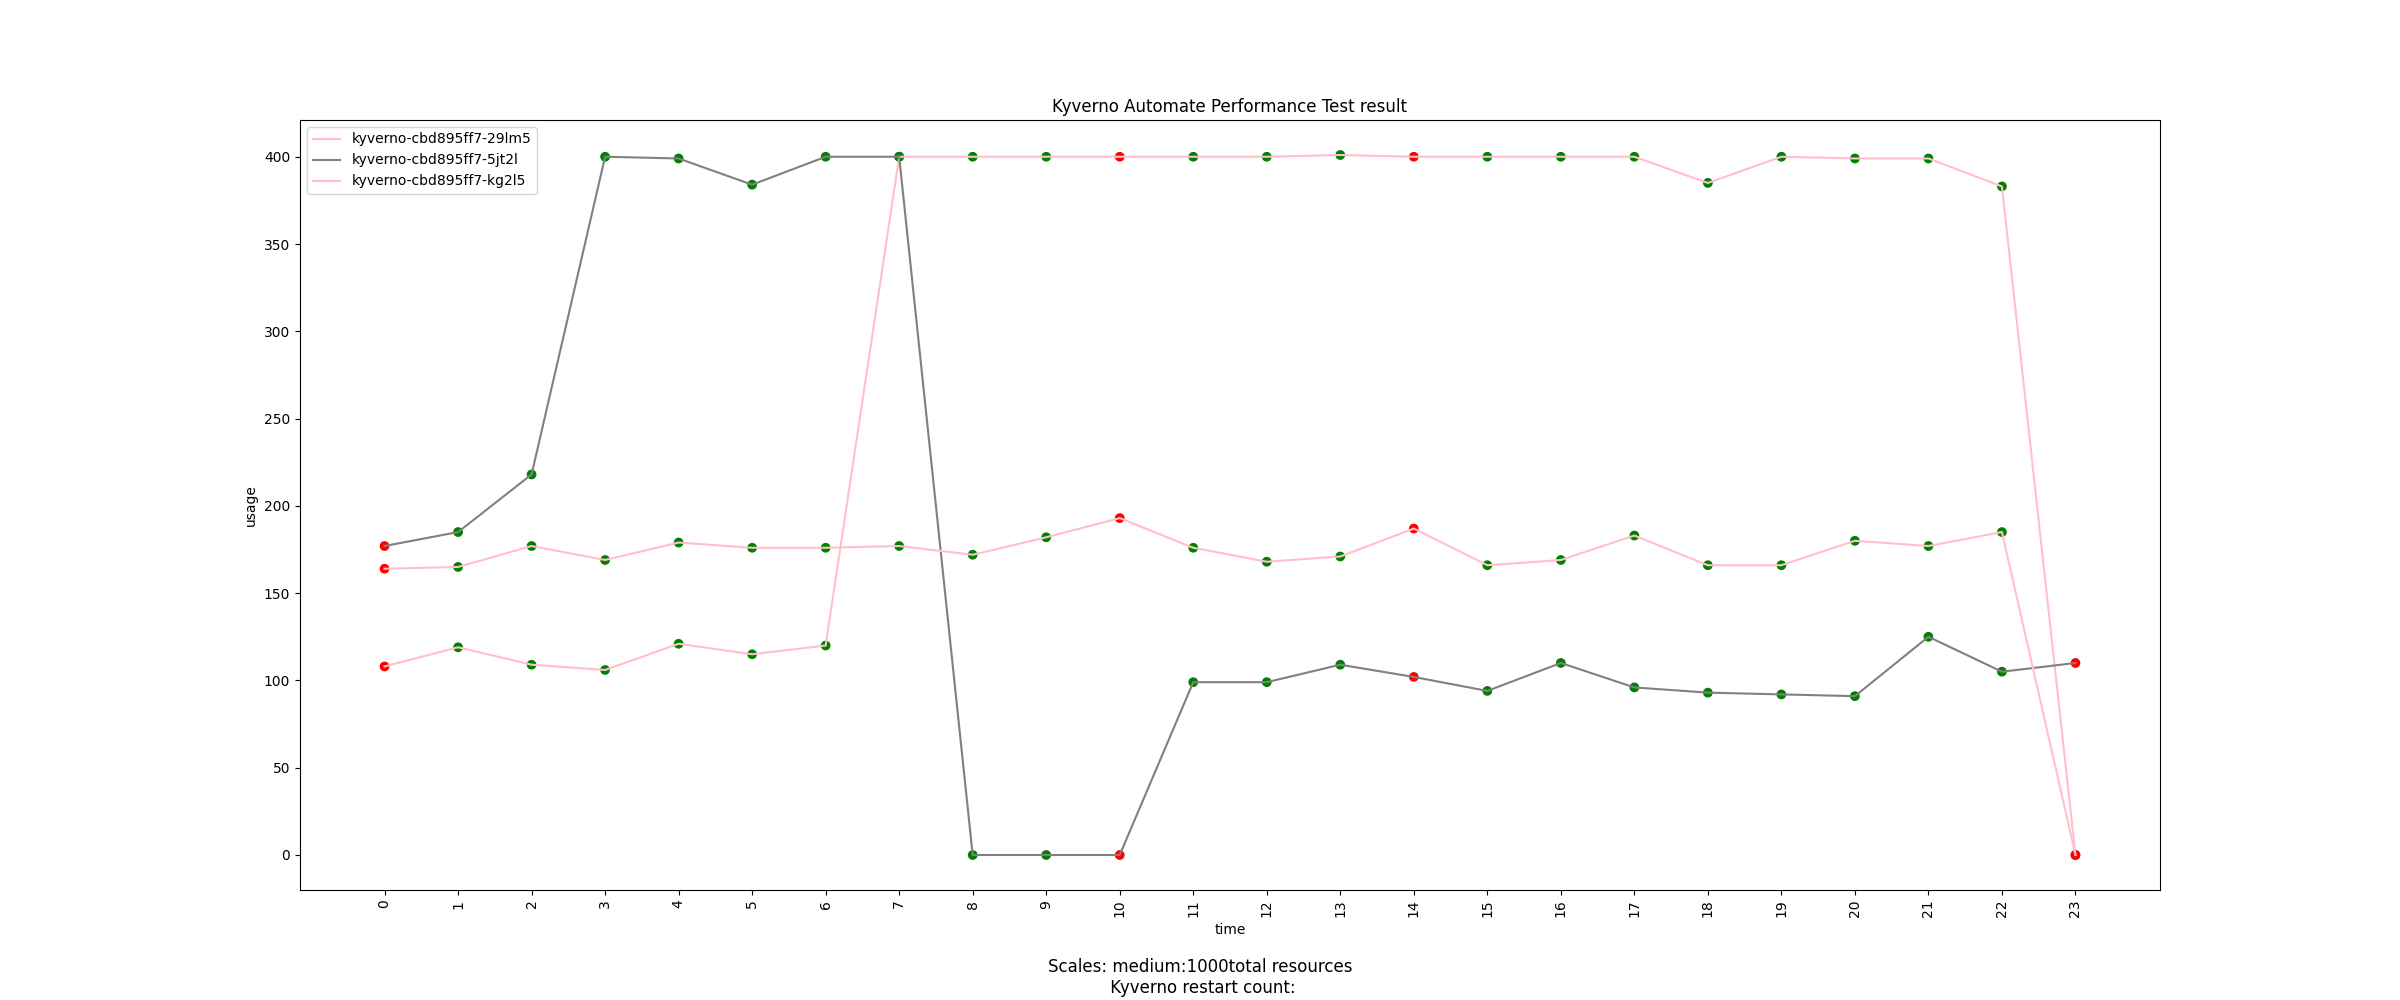 Kyverno Automate Performance Test result
kyverno-cbd895ff7-29lm5
kyverno-cbd895ff7-5jt2l
kyverno-cbd895ff7-kg2l5
400
350
300
250
200
150
100
50
0
usage
0 1 2 3 4 5 6 7 8 9 10 11 12 13 14 15 16 17 18 19 20 21 22 23
time
Scales: medium:1000total resources
Kyverno restart count: